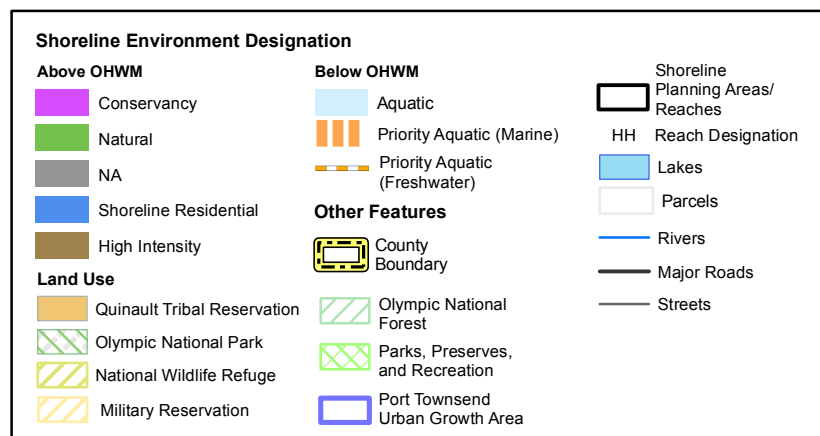 Shoreline Environment Designation
Above OHWM
Conservancy
Natural
NA
Shoreline Residential
High Intensity
Land Use
Quinault Tribal Reservation
Olympic National Park
National Wildlife Refuge
Military Reservation
Below OHWM
Aquatic
Priority Aquatic (Marine)
Priority Aquatic
(Freshwater)
Other Features
County
Boundary
Olympic National
Forest
Parks, Preserves,
and Recreation
Port Townsend
Urban Growth Area
Shoreline
Planning Areas/
Reaches
HH Reach Designation
Lakes
Parcels
Rivers
Major Roads
Streets